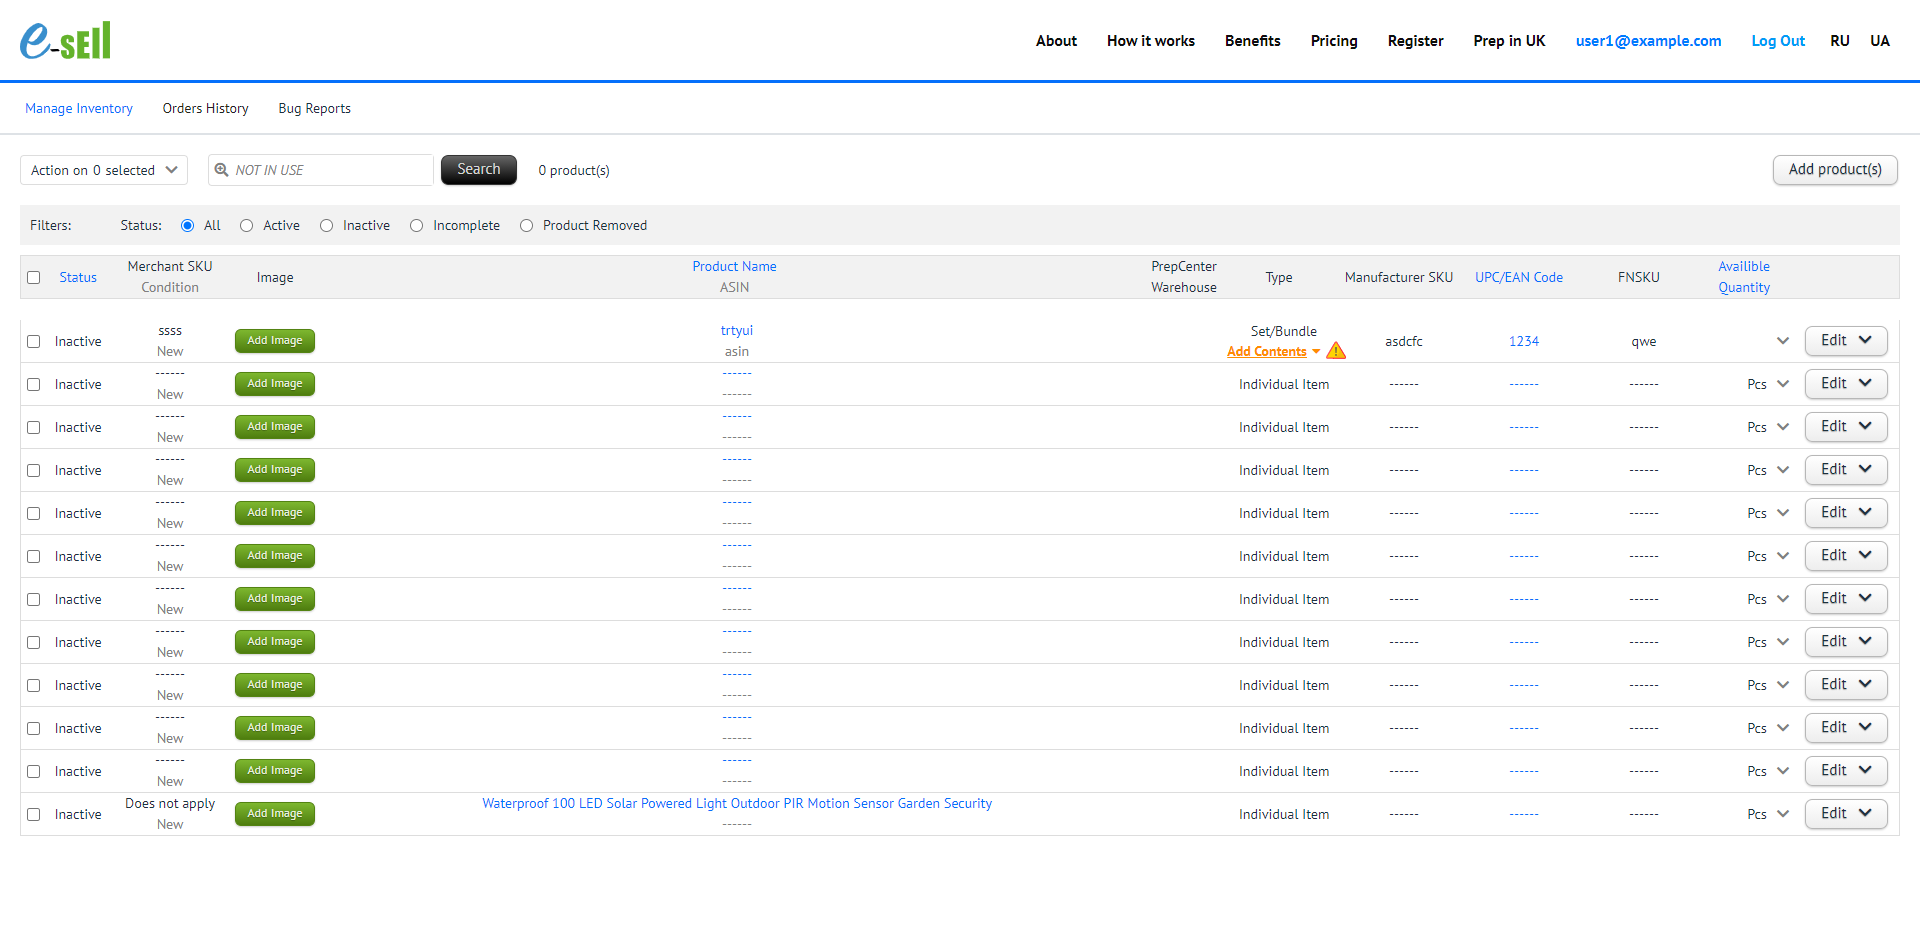 e-sell
About How it works Benefits Pricing Register Prep in UK user1@example.com Log Out RU UA
Manage Inventory Orders History Bug Reports
Action on 0 selected NOT IN USE Search 0 product(s) Add product(s)
Filters: Status: All Active Inactive Incomplete Product Removed
Status Merchant SKU Condition Image Product Name ASIN PrepCenter Warehouse Type Manufacturer SKU UPC/EAN Code FNSKU Availible Quantity
Inactive ssss New Add Image trtyui asin Set/Bundle Add Contents asdcfc 1234 qwe Edit
Inactive ------ New Add Image ------ ------ Individual Item ------ ------ ------ Pcs Edit
Inactive ------ New Add Image ------ ------ Individual Item ------ ------ ------ Pcs Edit
Inactive ------ New Add Image ------ ------ Individual Item ------ ------ ------ Pcs Edit
Inactive ------ New Add Image ------ ------ Individual Item ------ ------ ------ Pcs Edit
Inactive ------ New Add Image ------ ------ Individual Item ------ ------ ------ Pcs Edit
Inactive ------ New Add Image ------ ------ Individual Item ------ ------ ------ Pcs Edit
Inactive ------ New Add Image ------ ------ Individual Item ------ ------ ------ Pcs Edit
Inactive ------ New Add Image ------ ------ Individual Item ------ ------ ------ Pcs Edit
Inactive ------ New Add Image ------ ------ Individual Item ------ ------ ------ Pcs Edit
Inactive ------ New Add Image ------ ------ Individual Item ------ ------ ------ Pcs Edit
Inactive Does not apply New Add Image Waterproof 100 LED Solar Powered Light Outdoor PIR Motion Sensor Garden Security ------ Individual Item ------ ------ ------ Pcs Edit